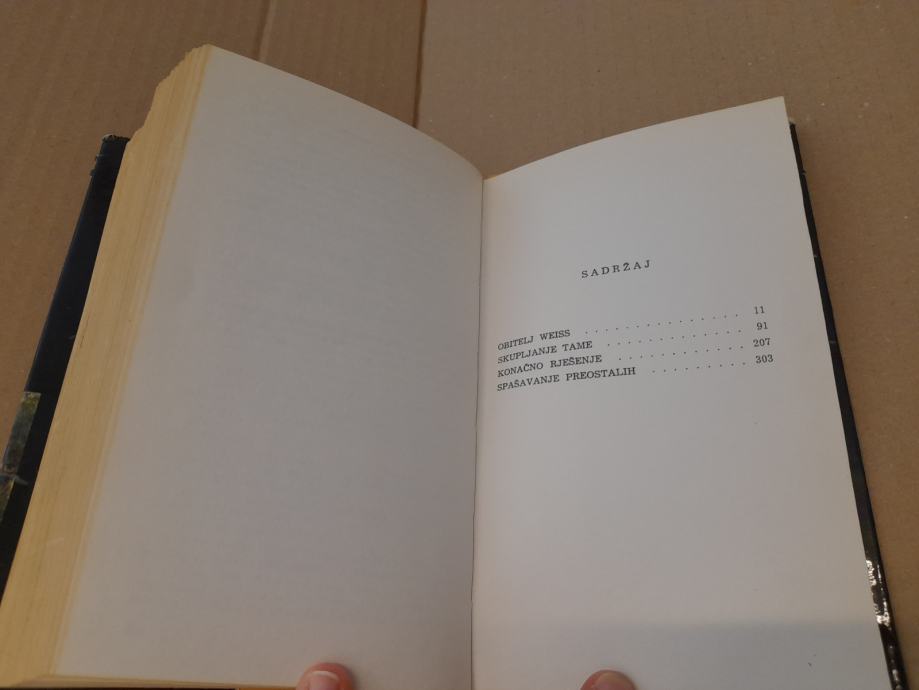 SADRŽAJ
OBITELJ WEISS . . . . . . . . . . . . . 11
SKUPLJANJE TAME . . . . . . . . . . . 91
KONAČNO RJEŠENJE . . . . . . . . . . 207
SPAŠAVANJE PREOSTALIH . . . . . . . . 303